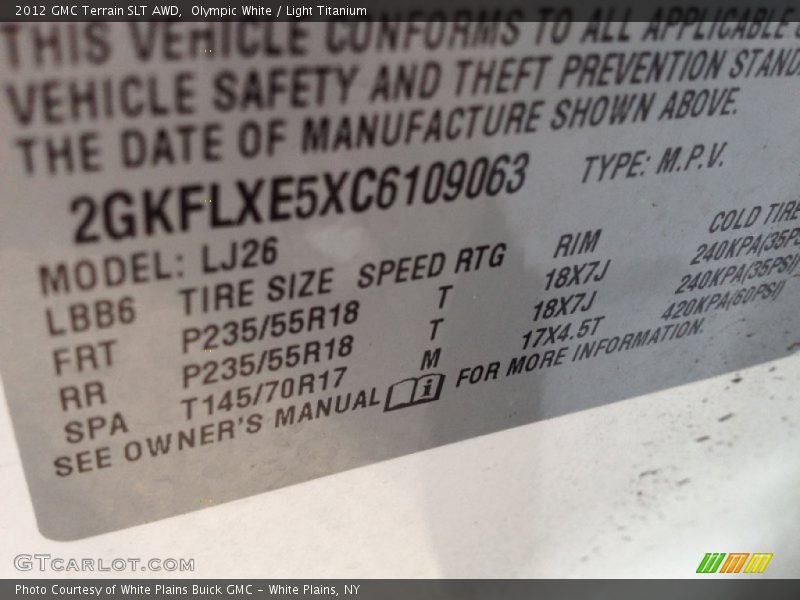 2012 GMC Terrain SLT AWD, Olympic White / Light Titanium
THIS VEHICLE CONFORMS TO ALL APPLICABLE
VEHICLE SAFETY AND THEFT PREVENTION STAND
THE DATE OF MANUFACTURE SHOWN ABOVE.
2GKFLXE5XC6109063 TYPE: M.P.V.
MODEL: LJ26
LBB6 TIRE SIZE SPEED RTG RIM COLD TIRE
FRT P235/55R18 T 18X7J 240KPA(35PS
RR P235/55R18 T 18X7J 240KPA(35PSI)
SPA T145/70R17 M 17X4.5T 420KPA(60PSI)
SEE OWNER'S MANUAL i FOR MORE INFORMATION.
GTCARLOT.COM
Photo Courtesy of White Plains Buick GMC - White Plains, NY